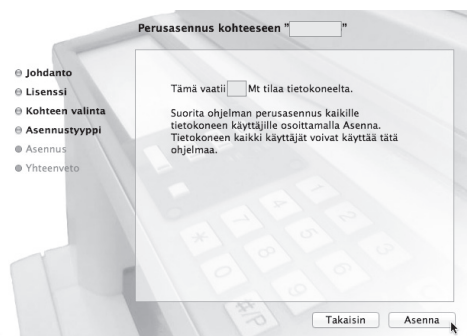 Perusasennus kohteeseen " "
Johdanto
Lisenssi
Kohteen valinta
Asennustyyppi
Asennus
Yhteenveto
Tämä vaatii Mt tilaa tietokoneelta.
Suorita ohjelman perusasennus kaikille
tietokoneen käyttäjille osoittamalla Asenna.
Tietokoneen kaikki käyttäjät voivat käyttää tätä
ohjelmaa.
*
0
#/P
Takaisin
Asenna